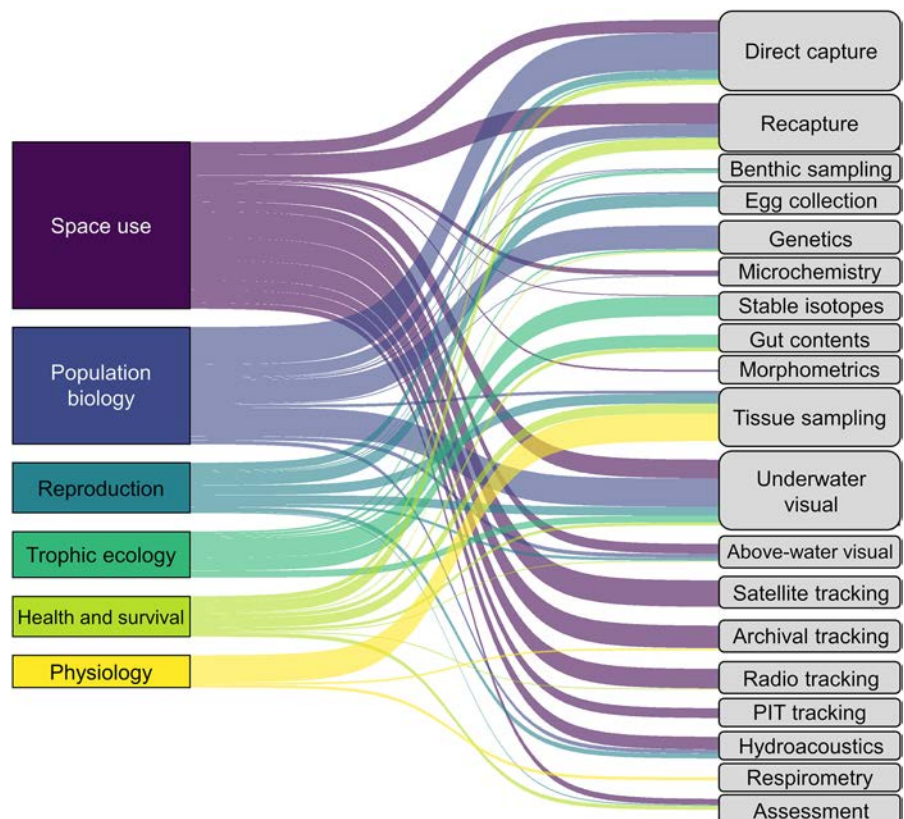 Space use
Population
biology
Reproduction
Trophic ecology
Health and survival
Physiology
Direct capture
Recapture
Benthic sampling
Egg collection
Genetics
Microchemistry
Stable isotopes
Gut contents
Morphometrics
Tissue sampling
Underwater
visual
Above-water visual
Satellite tracking
Archival tracking
Radio tracking
PIT tracking
Hydroacoustics
Respirometry
Assessment